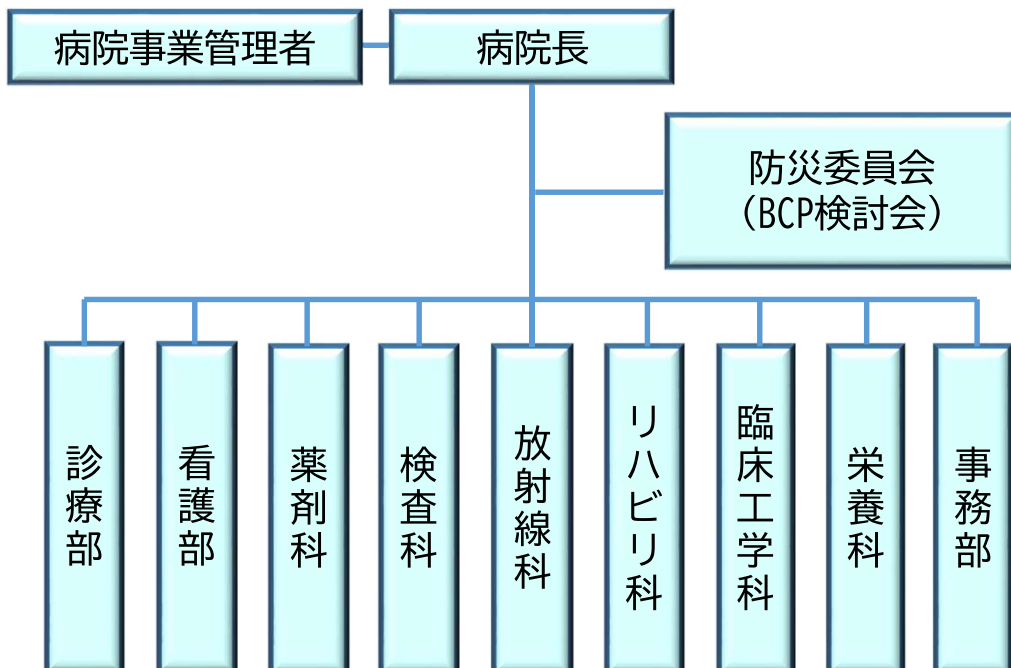 病院事業管理者
病院長
防災委員会
（BCP検討会）
診療部
看護部
薬剤科
検査科
放射線科
リハビリ科
臨床工学科
栄養科
事務部